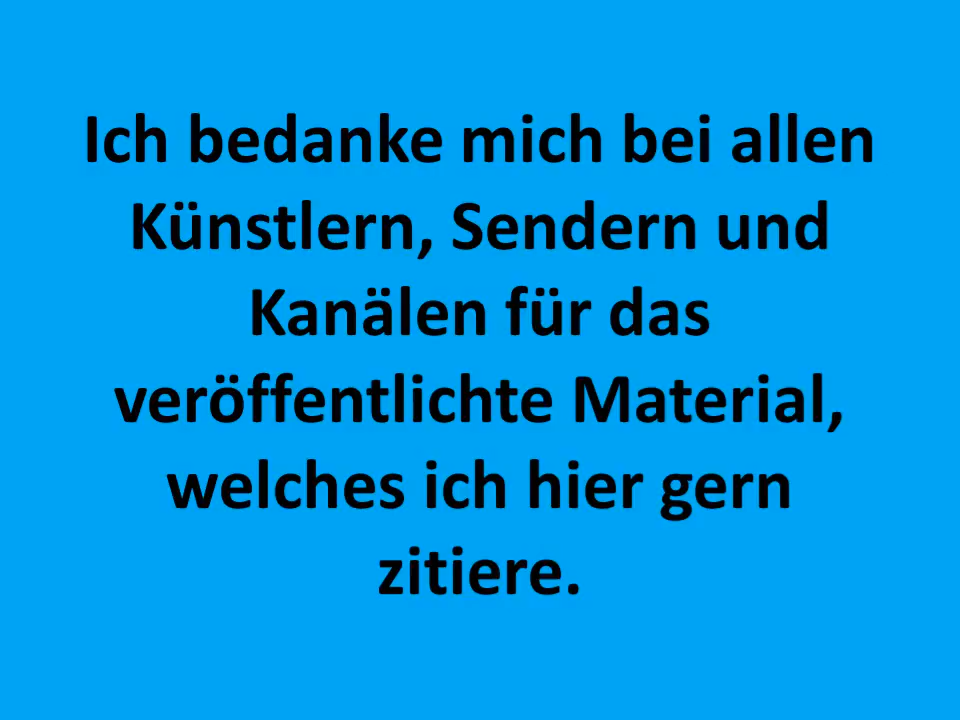 Ich bedanke mich bei allen
Künstlern, Sendern und
Kanälen für das
veröffentlichte Material,
welches ich hier gern
zitiere.